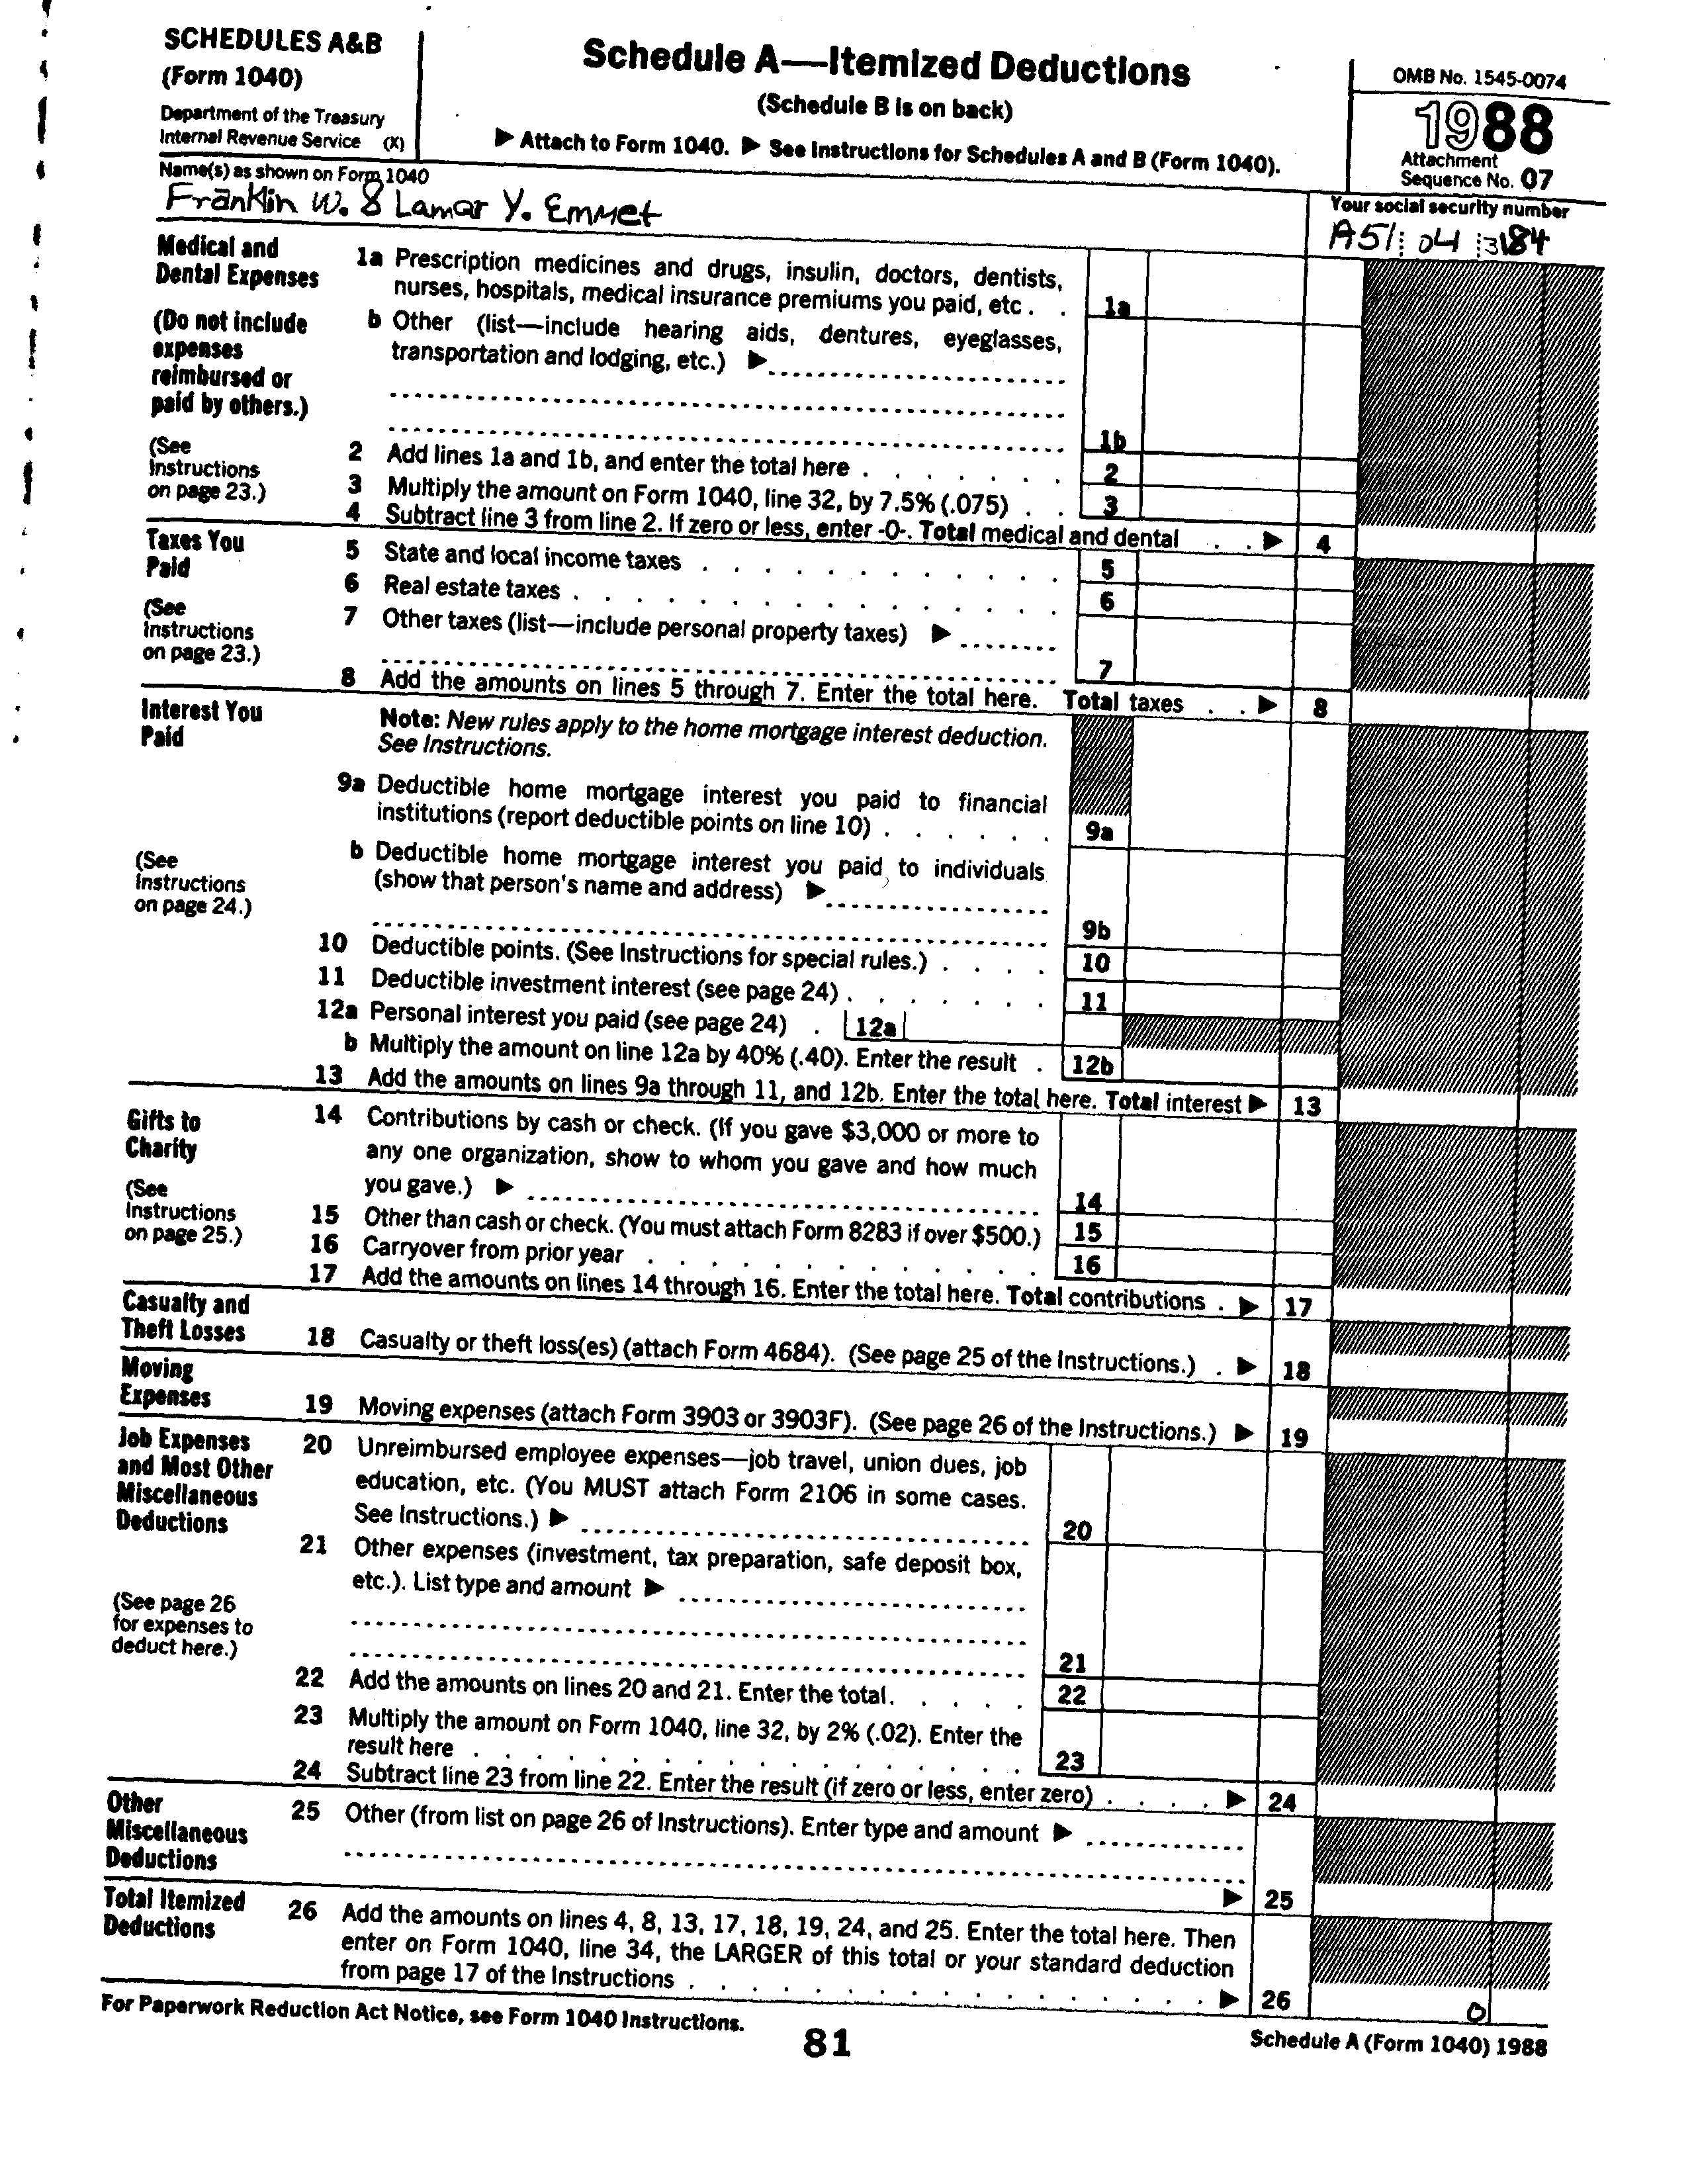 SCHEDULES A&B
(Form 1040)
Department of the Treasury
Internal Revenue Service (X)
Schedule A—Itemized Deductions
(Schedule B is on back)
▶ Attach to Form 1040. ▶ See Instructions for Schedules A and B (Form 1040).
OMB No. 1545-0074
1988
Attachment
Sequence No. 07
Name(s) as shown on Form 1040
Franklin W. & Lamar Y. Emmet
Your social security number
A51 04 3184
Medical and
Dental Expenses
(Do not include
expenses
reimbursed or
paid by others.)
(See
Instructions
on page 23.)
1a Prescription medicines and drugs, insulin, doctors, dentists,
nurses, hospitals, medical insurance premiums you paid, etc . . 1a
b Other (list—include hearing aids, dentures, eyeglasses,
transportation and lodging, etc.) ▶
1b
2 Add lines 1a and 1b, and enter the total here . . . . . . . 2
3 Multiply the amount on Form 1040, line 32, by 7.5% (.075) . . 3
4 Subtract line 3 from line 2. If zero or less, enter -0-. Total medical and dental . . ▶ 4
Taxes You
Paid
(See
Instructions
on page 23.)
5 State and local income taxes . . . . . . . . . . . . 5
6 Real estate taxes . . . . . . . . . . . . . . . . 6
7 Other taxes (list—include personal property taxes) ▶
7
8 Add the amounts on lines 5 through 7. Enter the total here. Total taxes . . ▶ 8
Interest You
Paid
(See
Instructions
on page 24.)
Note: New rules apply to the home mortgage interest deduction.
See Instructions.
9a Deductible home mortgage interest you paid to financial
institutions (report deductible points on line 10) . . . . . . 9a
b Deductible home mortgage interest you paid to individuals
(show that person's name and address) ▶
9b
10 Deductible points. (See Instructions for special rules.) . . . . 10
11 Deductible investment interest (see page 24) . . . . . . . 11
12a Personal interest you paid (see page 24) . 12a
b Multiply the amount on line 12a by 40% (.40). Enter the result . 12b
13 Add the amounts on lines 9a through 11, and 12b. Enter the total here. Total interest ▶ 13
Gifts to
Charity
(See
Instructions
on page 25.)
14 Contributions by cash or check. (If you gave $3,000 or more to
any one organization, show to whom you gave and how much
you gave.) ▶ 14
15 Other than cash or check. (You must attach Form 8283 if over $500.) 15
16 Carryover from prior year . . . . . . . . . . . . . 16
17 Add the amounts on lines 14 through 16. Enter the total here. Total contributions . ▶ 17
Casualty and
Theft Losses
18 Casualty or theft loss(es) (attach Form 4684). (See page 25 of the Instructions.) . ▶ 18
Moving
Expenses
19 Moving expenses (attach Form 3903 or 3903F). (See page 26 of the Instructions.) ▶ 19
Job Expenses
and Most Other
Miscellaneous
Deductions
(See page 26
for expenses to
deduct here.)
20 Unreimbursed employee expenses—job travel, union dues, job
education, etc. (You MUST attach Form 2106 in some cases.
See Instructions.) ▶ 20
21 Other expenses (investment, tax preparation, safe deposit box,
etc.). List type and amount ▶
21
22 Add the amounts on lines 20 and 21. Enter the total. . . . . 22
23 Multiply the amount on Form 1040, line 32, by 2% (.02). Enter the
result here . . . . . . . . . . . . . . . . . . 23
24 Subtract line 23 from line 22. Enter the result (if zero or less, enter zero) . . . . ▶ 24
Other
Miscellaneous
Deductions
25 Other (from list on page 26 of Instructions). Enter type and amount ▶
▶ 25
Total Itemized
Deductions
26 Add the amounts on lines 4, 8, 13, 17, 18, 19, 24, and 25. Enter the total here. Then
enter on Form 1040, line 34, the LARGER of this total or your standard deduction
from page 17 of the Instructions . . . . . . . . . . . . . . . . ▶ 26 0
For Paperwork Reduction Act Notice, see Form 1040 Instructions.
81
Schedule A (Form 1040) 1988